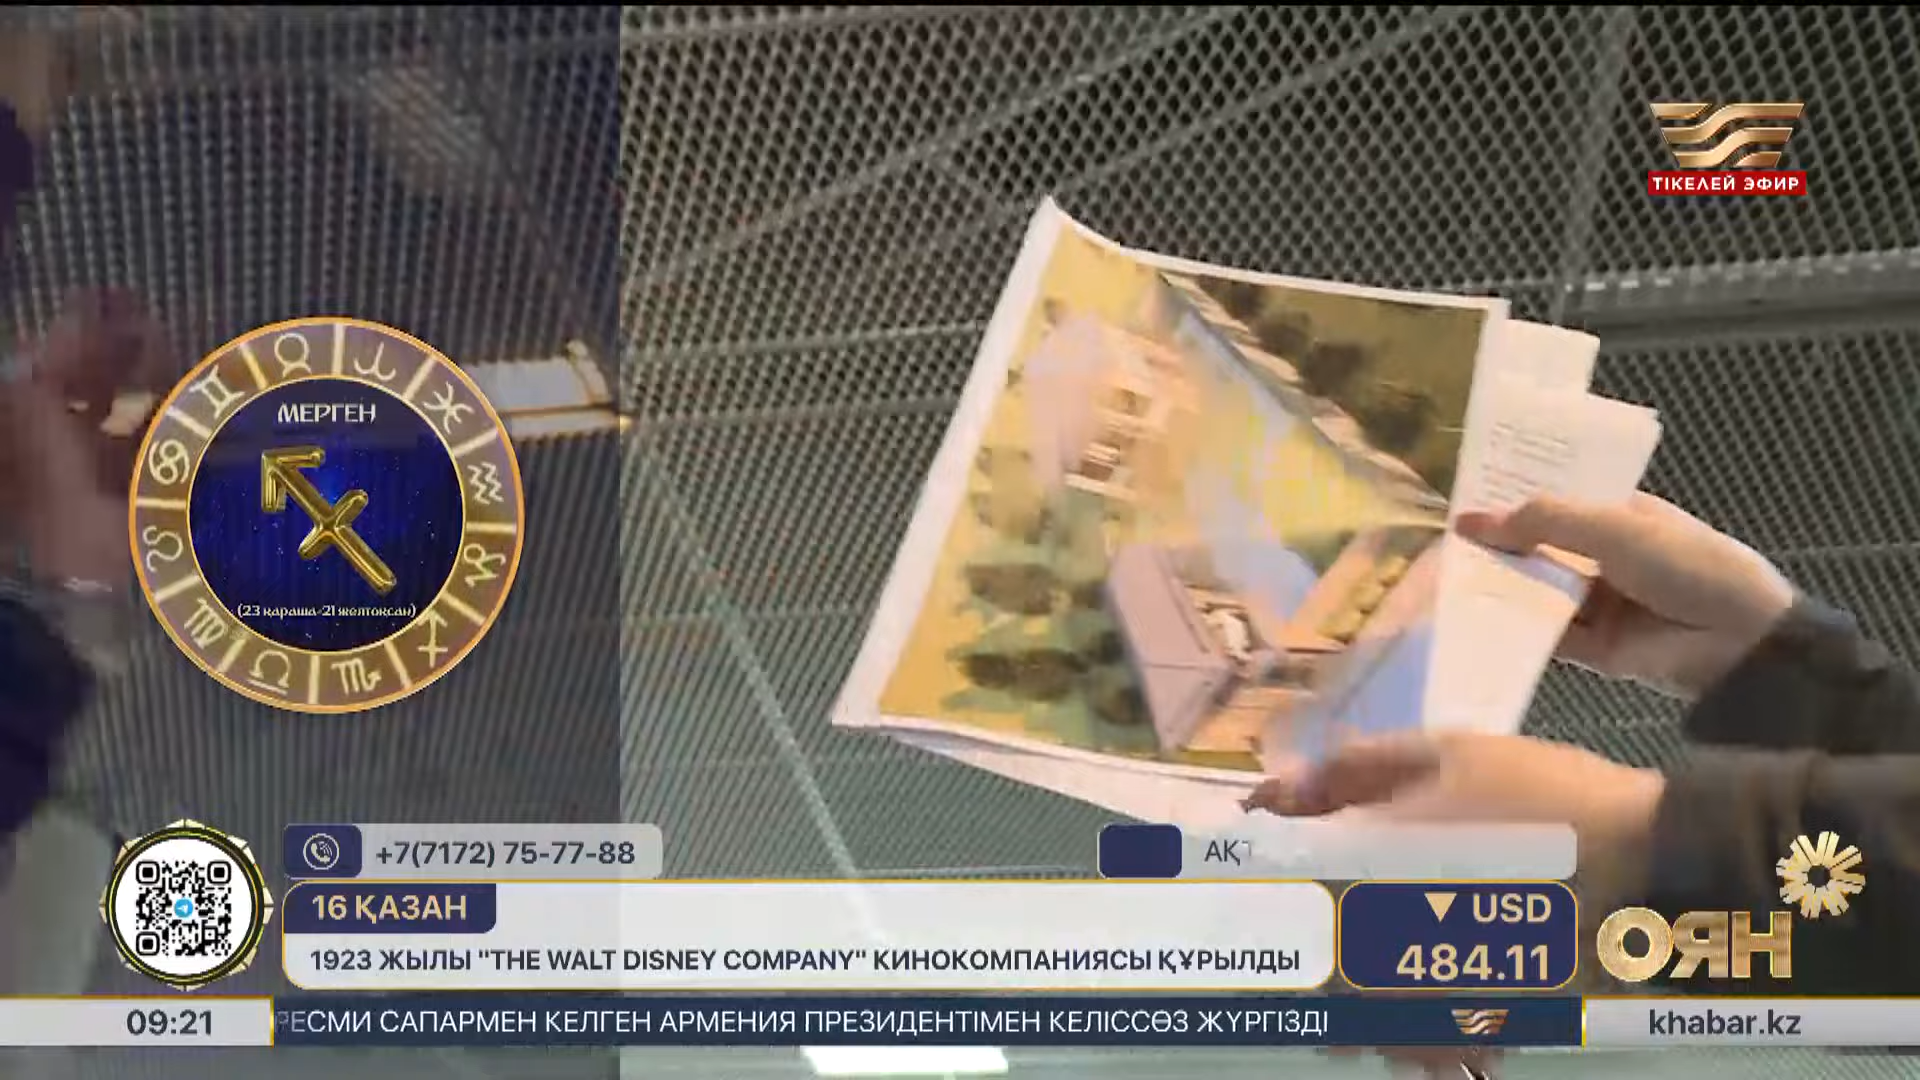 ТІКЕЛЕЙ ЭФИР
МЕРГЕН
(23 қараша-21 желтоқсан)
+7(7172) 75-77-88
16 ҚАЗАН
1923 ЖЫЛЫ "THE WALT DISNEY COMPANY" КИНОКОМПАНИЯСЫ ҚҰРЫЛДЫ
USD
484.11
ОЯН
09:21
РЕСМИ САПАРМЕН КЕЛГЕН АРМЕНИЯ ПРЕЗИДЕНТІМЕН КЕЛІССӨЗ ЖҮРГІЗДІ
khabar.kz